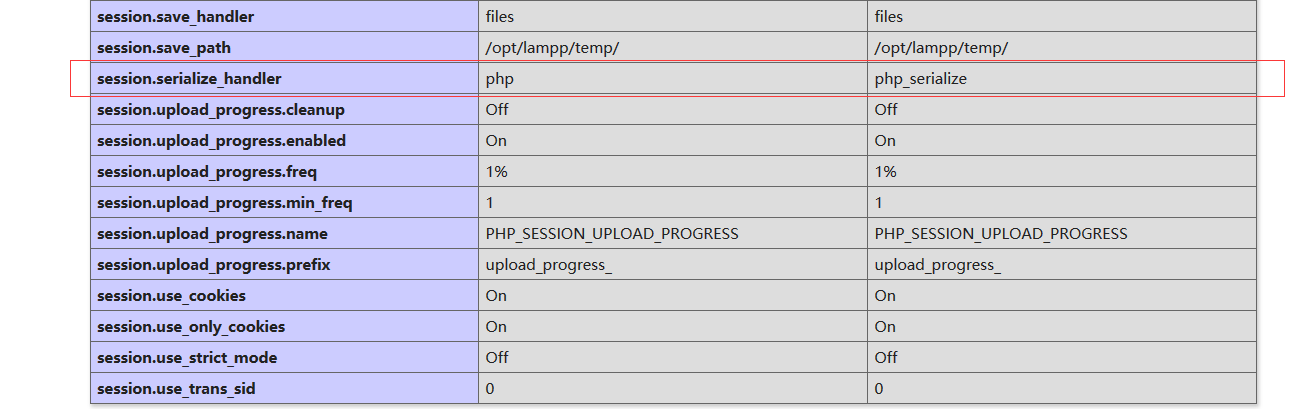 session.save_handler files files
session.save_path /opt/lampp/temp/ /opt/lampp/temp/
session.serialize_handler php php_serialize
session.upload_progress.cleanup Off Off
session.upload_progress.enabled On On
session.upload_progress.freq 1% 1%
session.upload_progress.min_freq 1 1
session.upload_progress.name PHP_SESSION_UPLOAD_PROGRESS PHP_SESSION_UPLOAD_PROGRESS
session.upload_progress.prefix upload_progress_ upload_progress_
session.use_cookies On On
session.use_only_cookies On On
session.use_strict_mode Off Off
session.use_trans_sid 0 0